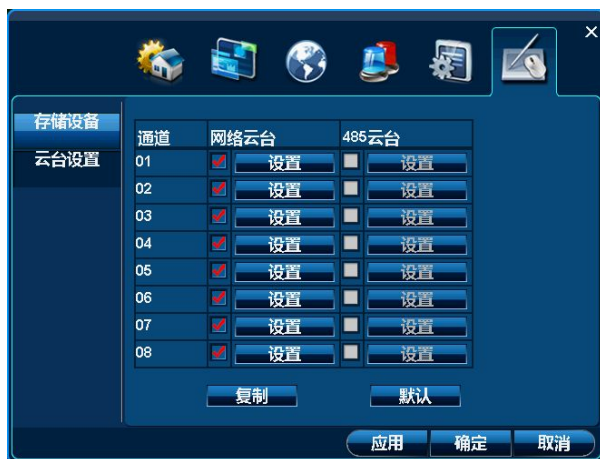 存储设备
云台设置
通道 网络云台 485云台
01 设置 设置
02 设置 设置
03 设置 设置
04 设置 设置
05 设置 设置
06 设置 设置
07 设置 设置
08 设置 设置
复制 默认
应用 确定 取消